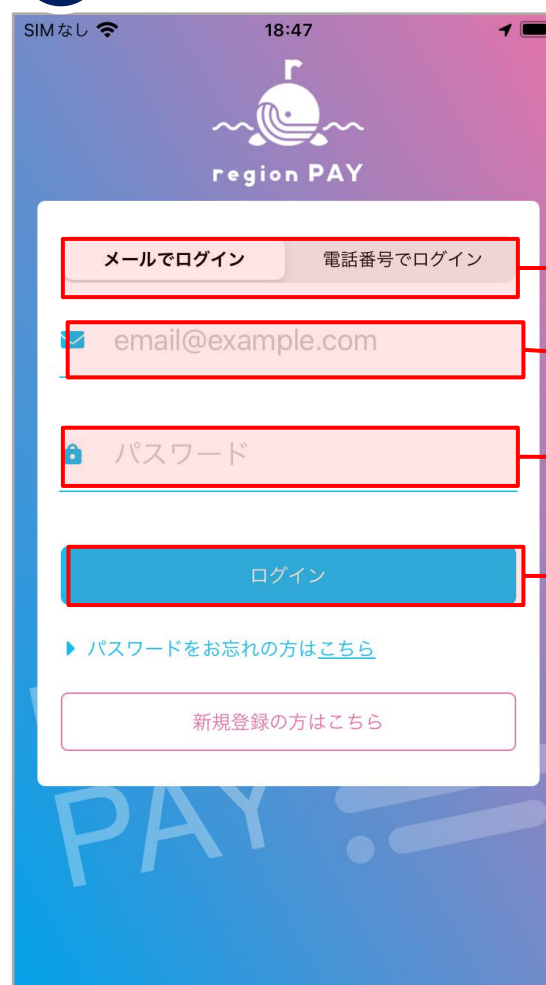 SIMなし 18:47
r
region PAY
メールでログイン 電話番号でログイン
email@example.com
パスワード
ログイン
パスワードをお忘れの方はこちら
新規登録の方はこちら
PAY